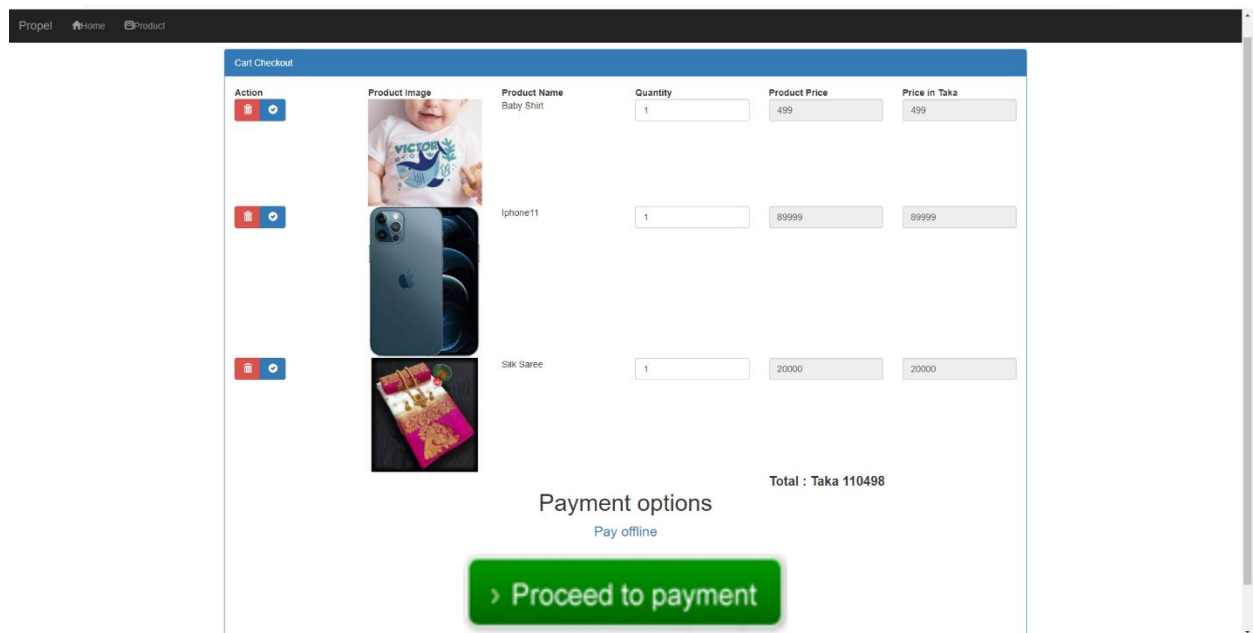 Propel Home Product
Cart Checkout
Action Product Image Product Name Quantity Product Price Price in Taka
Baby Shirt 1 499 499
VICTOR
Iphone11 1 89999 89999
Silk Saree 1 20000 20000
Total : Taka 110498
Payment options
Pay offline
› Proceed to payment